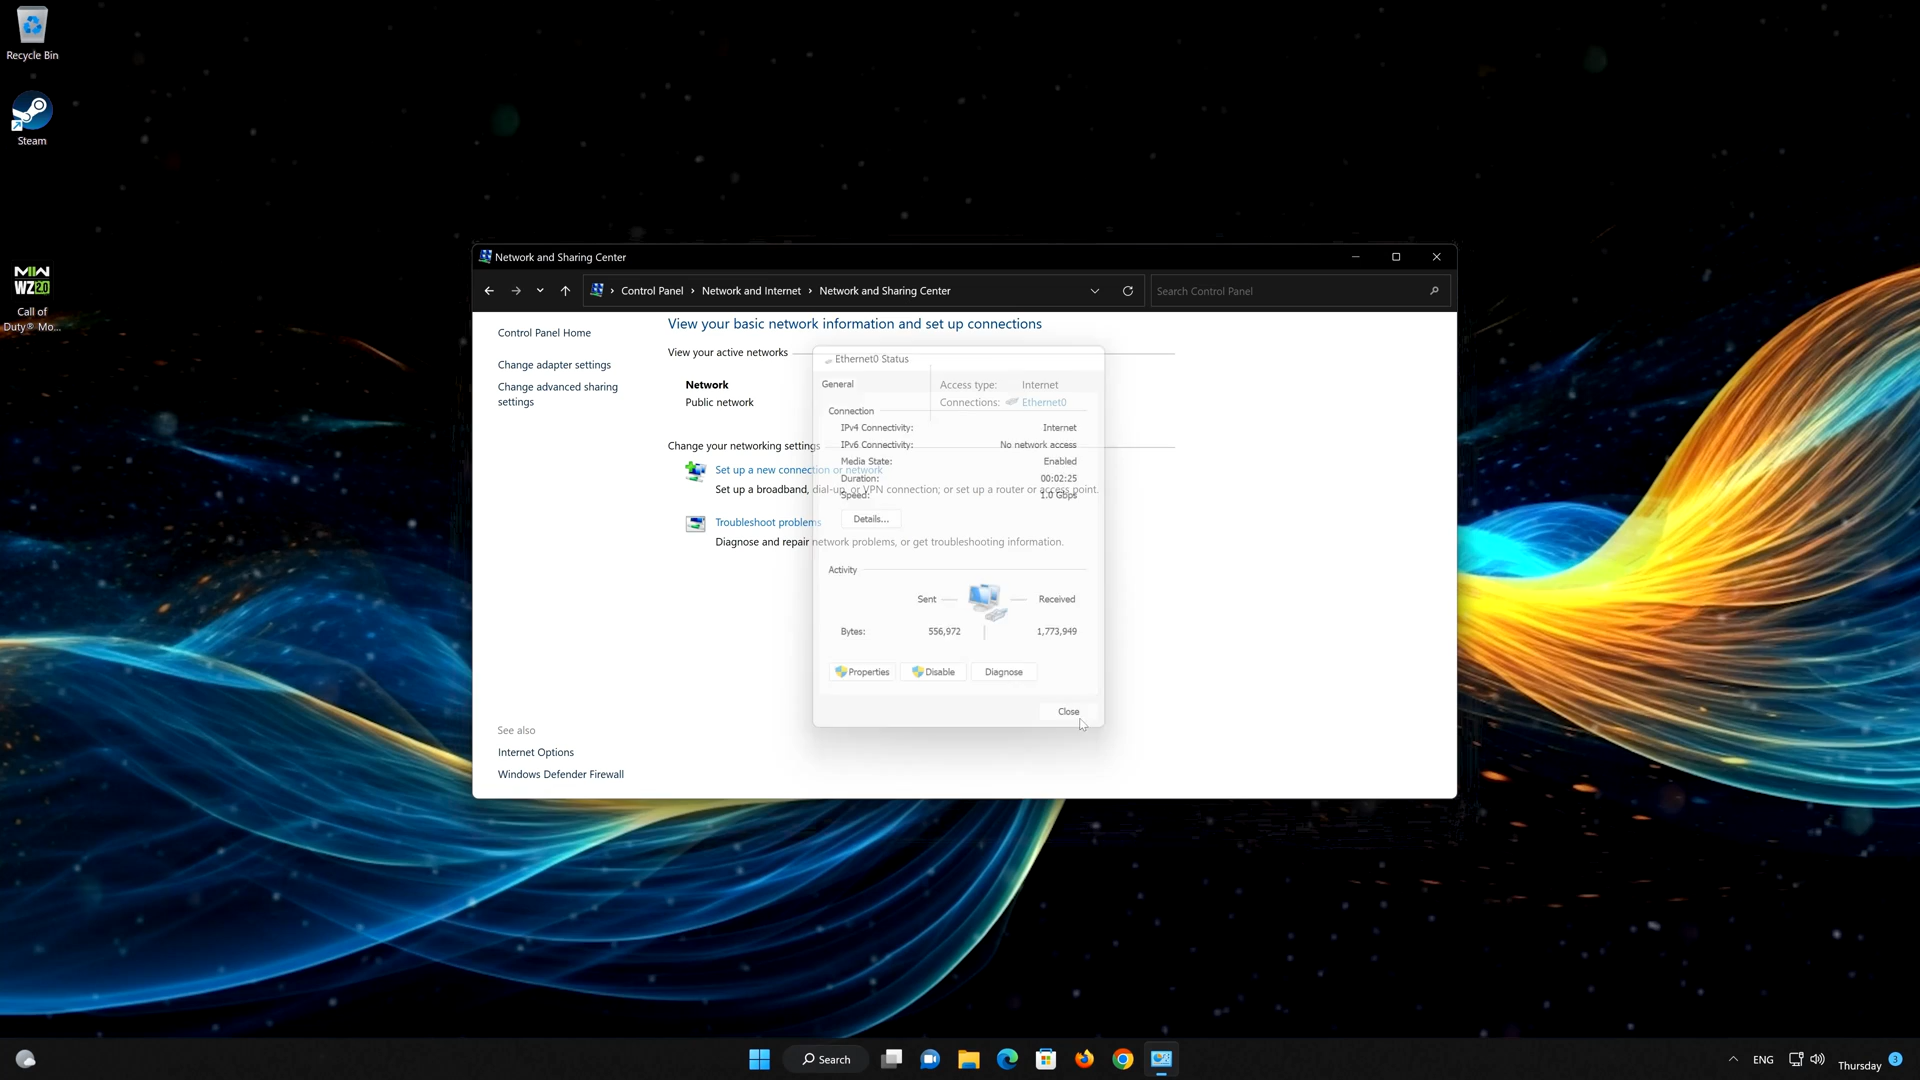 Recycle Bin
Steam
MW
WZ 2.0
Call of
Duty® Mo...
Network and Sharing Center
Control Panel > Network and Internet > Network and Sharing Center
Search Control Panel
Control Panel Home
Change adapter settings
Change advanced sharing
settings
See also
Internet Options
Windows Defender Firewall
View your basic network information and set up connections
View your active networks
Network
Public network
Access type: Internet
Connections: Ethernet0
Change your networking settings
Set up a new connection or network
Set up a broadband, dial-up, or VPN connection; or set up a router or access point.
Troubleshoot problems
Diagnose and repair network problems, or get troubleshooting information.
Ethernet0 Status
General
Connection
IPv4 Connectivity: Internet
IPv6 Connectivity: No network access
Media State: Enabled
Duration: 00:02:25
Speed: 1.0 Gbps
Details...
Activity
Sent Received
Bytes: 556,972 1,773,949
Properties Disable Diagnose
Close
Search
ENG
Thursday
3